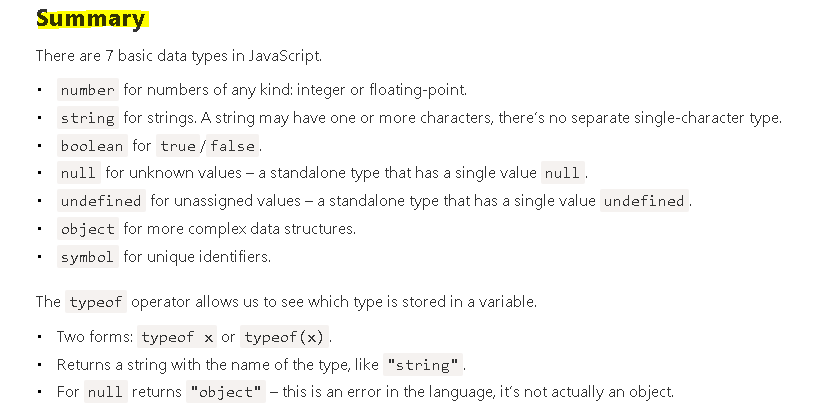 Summary
There are 7 basic data types in JavaScript.
• number for numbers of any kind: integer or floating-point.
• string for strings. A string may have one or more characters, there's no separate single-character type.
• boolean for true/false.
• null for unknown values – a standalone type that has a single value null.
• undefined for unassigned values – a standalone type that has a single value undefined.
• object for more complex data structures.
• symbol for unique identifiers.
The typeof operator allows us to see which type is stored in a variable.
• Two forms: typeof x or typeof(x).
• Returns a string with the name of the type, like "string".
• For null returns "object" – this is an error in the language, it's not actually an object.